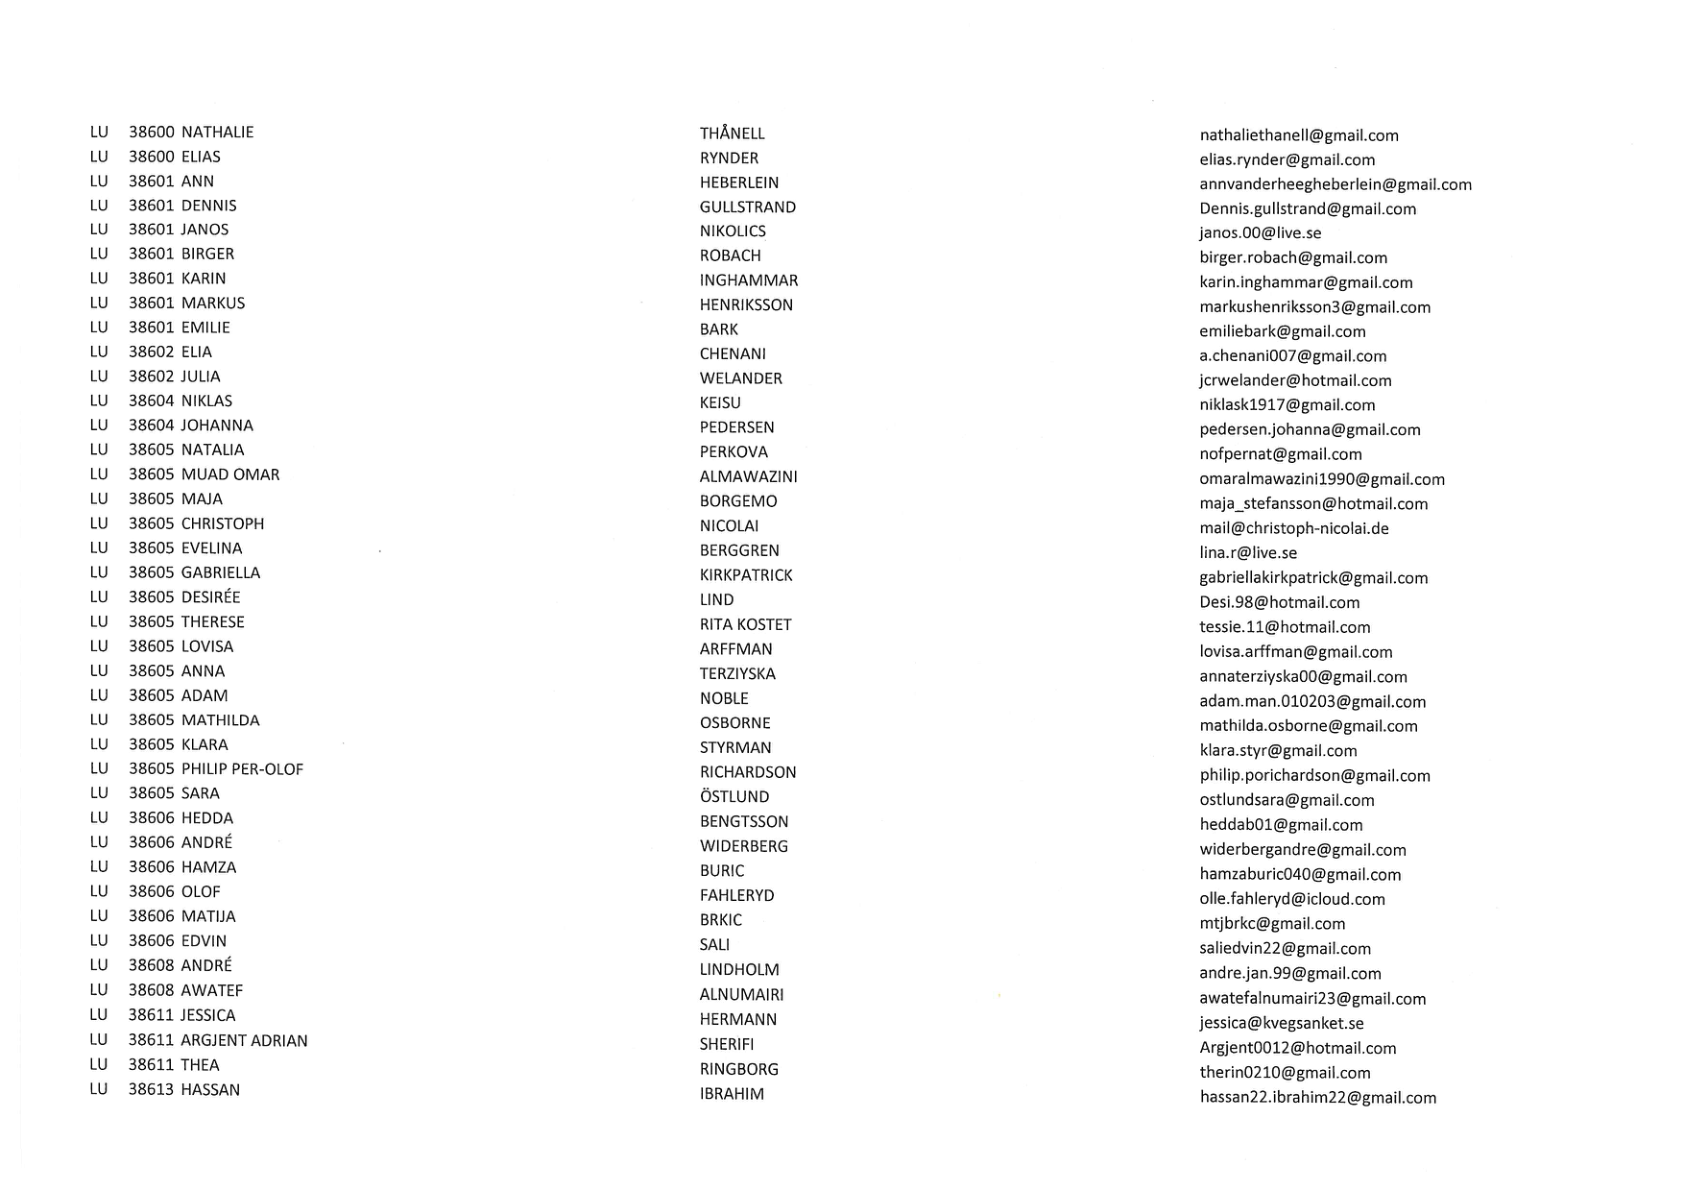 LU 38600 NATHALIE THÅNELL nathaliethanell@gmail.com
LU 38600 ELIAS RYNDER elias.rynder@gmail.com
LU 38601 ANN HEBERLEIN annvanderheegheberlein@gmail.com
LU 38601 DENNIS GULLSTRAND Dennis.gullstrand@gmail.com
LU 38601 JANOS NIKOLICS janos.00@live.se
LU 38601 BIRGER ROBACH birger.robach@gmail.com
LU 38601 KARIN INGHAMMAR karin.inghammar@gmail.com
LU 38601 MARKUS HENRIKSSON markushenriksson3@gmail.com
LU 38601 EMILIE BARK emiliebark@gmail.com
LU 38602 ELIA CHENANI a.chenani007@gmail.com
LU 38602 JULIA WELANDER jcrwelander@hotmail.com
LU 38604 NIKLAS KEISU niklask1917@gmail.com
LU 38604 JOHANNA PEDERSEN pedersen.johanna@gmail.com
LU 38605 NATALIA PERKOVA nofpernat@gmail.com
LU 38605 MUAD OMAR ALMAWAZINI omaralmawazini1990@gmail.com
LU 38605 MAJA BORGEMO maja_stefansson@hotmail.com
LU 38605 CHRISTOPH NICOLAI mail@christoph-nicolai.de
LU 38605 EVELINA BERGGREN lina.r@live.se
LU 38605 GABRIELLA KIRKPATRICK gabriellakirkpatrick@gmail.com
LU 38605 DESIRÉE LIND Desi.98@hotmail.com
LU 38605 THERESE RITA KOSTET tessie.11@hotmail.com
LU 38605 LOVISA ARFFMAN lovisa.arffman@gmail.com
LU 38605 ANNA TERZIYSKA annaterziyska00@gmail.com
LU 38605 ADAM NOBLE adam.man.010203@gmail.com
LU 38605 MATHILDA OSBORNE mathilda.osborne@gmail.com
LU 38605 KLARA STYRMAN klara.styr@gmail.com
LU 38605 PHILIP PER-OLOF RICHARDSON philip.porichardson@gmail.com
LU 38605 SARA ÖSTLUND ostlundsara@gmail.com
LU 38606 HEDDA BENGTSSON heddab01@gmail.com
LU 38606 ANDRÉ WIDERBERG widerbergandre@gmail.com
LU 38606 HAMZA BURIC hamzaburic040@gmail.com
LU 38606 OLOF FAHLERYD olle.fahleryd@icloud.com
LU 38606 MATIJA BRKIC mtjbrkc@gmail.com
LU 38606 EDVIN SALI saliedvin22@gmail.com
LU 38608 ANDRÉ LINDHOLM andre.jan.99@gmail.com
LU 38608 AWATEF ALNUMAIRI awatefalnumairi23@gmail.com
LU 38611 JESSICA HERMANN jessica@kvegsanket.se
LU 38611 ARGJENT ADRIAN SHERIFI Argjent0012@hotmail.com
LU 38611 THEA RINGBORG therin0210@gmail.com
LU 38613 HASSAN IBRAHIM hassan22.ibrahim22@gmail.com